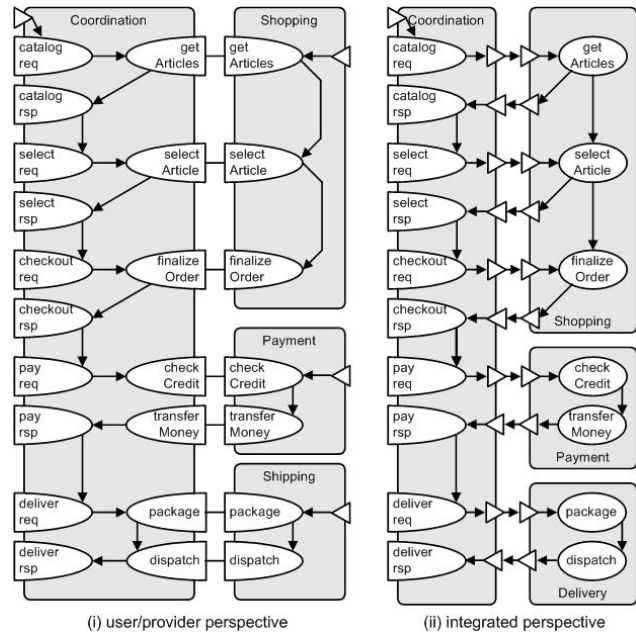 Coordination
Shopping
Coordination
catalog
req
get
Articles
get
Articles
catalog
req
get
Articles
catalog
rsp
catalog
rsp
select
req
select
Article
select
Article
select
req
select
Article
select
rsp
select
rsp
checkout
req
finalize
Order
finalize
Order
checkout
req
finalize
Order
checkout
rsp
checkout
rsp
Shopping
Payment
pay
req
check
Credit
check
Credit
pay
req
check
Credit
pay
rsp
transfer
Money
transfer
Money
pay
rsp
transfer
Money
Payment
Shipping
deliver
req
package
package
deliver
req
package
deliver
rsp
dispatch
dispatch
deliver
rsp
dispatch
Delivery
(i) user/provider perspective
(ii) integrated perspective